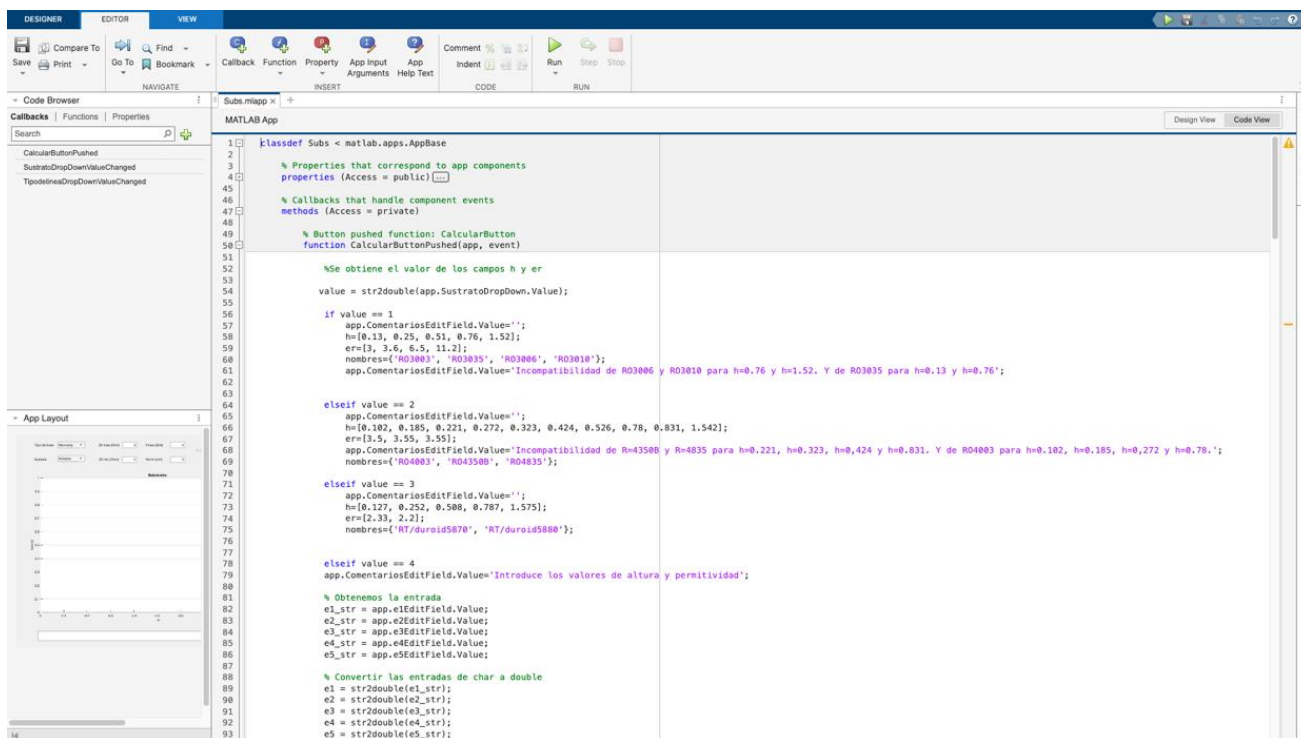 DESIGNER EDITOR VIEW
Save Compare To Print Go To Find Bookmark
NAVIGATE
Callback Function Property App Input Arguments App Help Text
INSERT
Comment Indent
CODE
Run Step Stop
RUN
Code Browser
Callbacks | Functions | Properties
Search
CalcularButtonPushed
SustratoDropDownValueChanged
TipodelineaDropDownValueChanged
App Layout
Subs.mlapp
MATLAB App
Design View Code View
1 classdef Subs < matlab.apps.AppBase
2
3 % Properties that correspond to app components
4 properties (Access = public) ...
45
46 % Callbacks that handle component events
47 methods (Access = private)
48
49 % Button pushed function: CalcularButton
50 function CalcularButtonPushed(app, event)
51
52 %Se obtiene el valor de los campos h y er
53
54 value = str2double(app.SustratoDropDown.Value);
55
56 if value == 1
57 app.ComentariosEditField.Value='';
58 h=[0.13, 0.25, 0.51, 0.76, 1.52];
59 er=[3, 3.6, 6.5, 11.2];
60 nombres={'RO3003', 'RO3035', 'RO3006', 'RO3010'};
61 app.ComentariosEditField.Value='Incompatibilidad de RO3006 y RO3010 para h=0.76 y h=1.52. Y de RO3035 para h=0.13 y h=0.76';
62
63
64 elseif value == 2
65 app.ComentariosEditField.Value='';
66 h=[0.102, 0.185, 0.221, 0.272, 0.323, 0.424, 0.526, 0.78, 0.831, 1.542];
67 er=[3.5, 3.55, 3.55];
68 app.ComentariosEditField.Value='Incompatibilidad de R=4350B y R=4835 para h=0.221, h=0.323, h=0,424 y h=0.831. Y de RO4003 para h=0.102, h=0.185, h=0,272 y h=0.78.';
69 nombres={'RO4003', 'RO4350B', 'RO4835'};
70
71 elseif value == 3
72 app.ComentariosEditField.Value='';
73 h=[0.127, 0.252, 0.508, 0.787, 1.575];
74 er=[2.33, 2.2];
75 nombres={'RT/duroid5870', 'RT/duroid5880'};
76
77
78 elseif value == 4
79 app.ComentariosEditField.Value='Introduce los valores de altura y permitividad';
80
81 % Obtenemos la entrada
82 e1_str = app.e1EditField.Value;
83 e2_str = app.e2EditField.Value;
84 e3_str = app.e3EditField.Value;
85 e4_str = app.e4EditField.Value;
86 e5_str = app.e5EditField.Value;
87
88 % Convertir las entradas de char a double
89 e1 = str2double(e1_str);
90 e2 = str2double(e2_str);
91 e3 = str2double(e3_str);
92 e4 = str2double(e4_str);
93 e5 = str2double(e5_str);